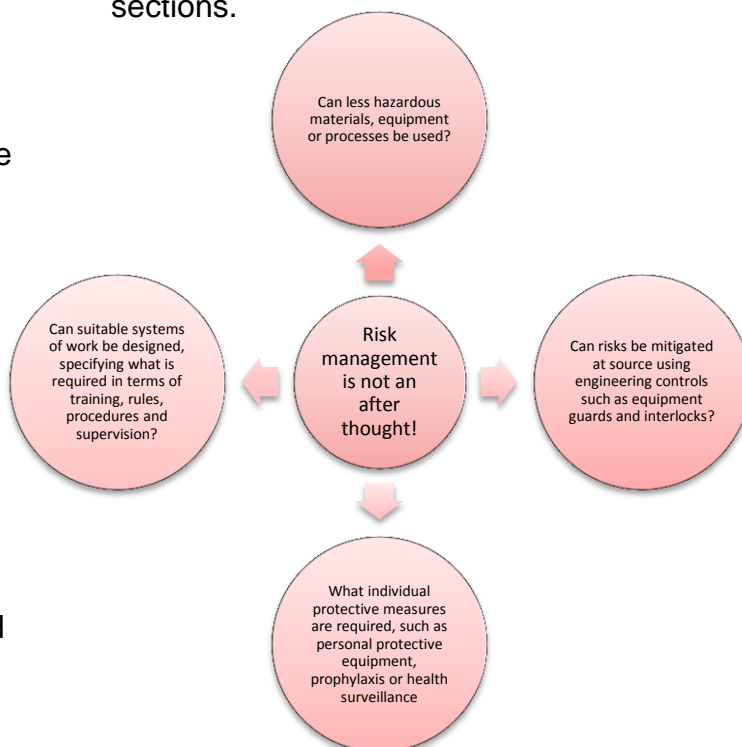 sections.
Can less hazardous
materials, equipment
or processes be used?
e
Can suitable systems
of work be designed,
specifying what is
required in terms of
training, rules,
procedures and
supervision?
Risk
management
is not an
after
thought!
Can risks be mitigated
at source using
engineering controls
such as equipment
guards and interlocks?
What individual
protective measures
are required, such as
personal protective
equipment,
prophylaxis or health
surveillance